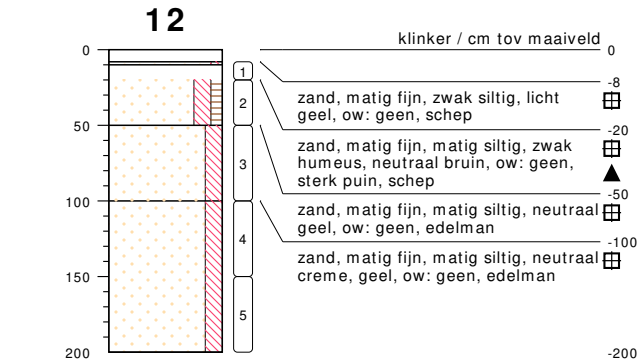 12
klinker / cm tov maaiveld
0
0
-8
1
zand, matig fijn, zwak siltig, licht
geel, ow: geen, schep
2
-20
50
zand, matig fijn, matig siltig, zwak
humeus, neutraal bruin, ow: geen,
sterk puin, schep
3
-50
100
zand, matig fijn, matig siltig, neutraal
geel, ow: geen, edelman
4
-100
150
zand, matig fijn, matig siltig, neutraal
creme, geel, ow: geen, edelman
5
200
-200